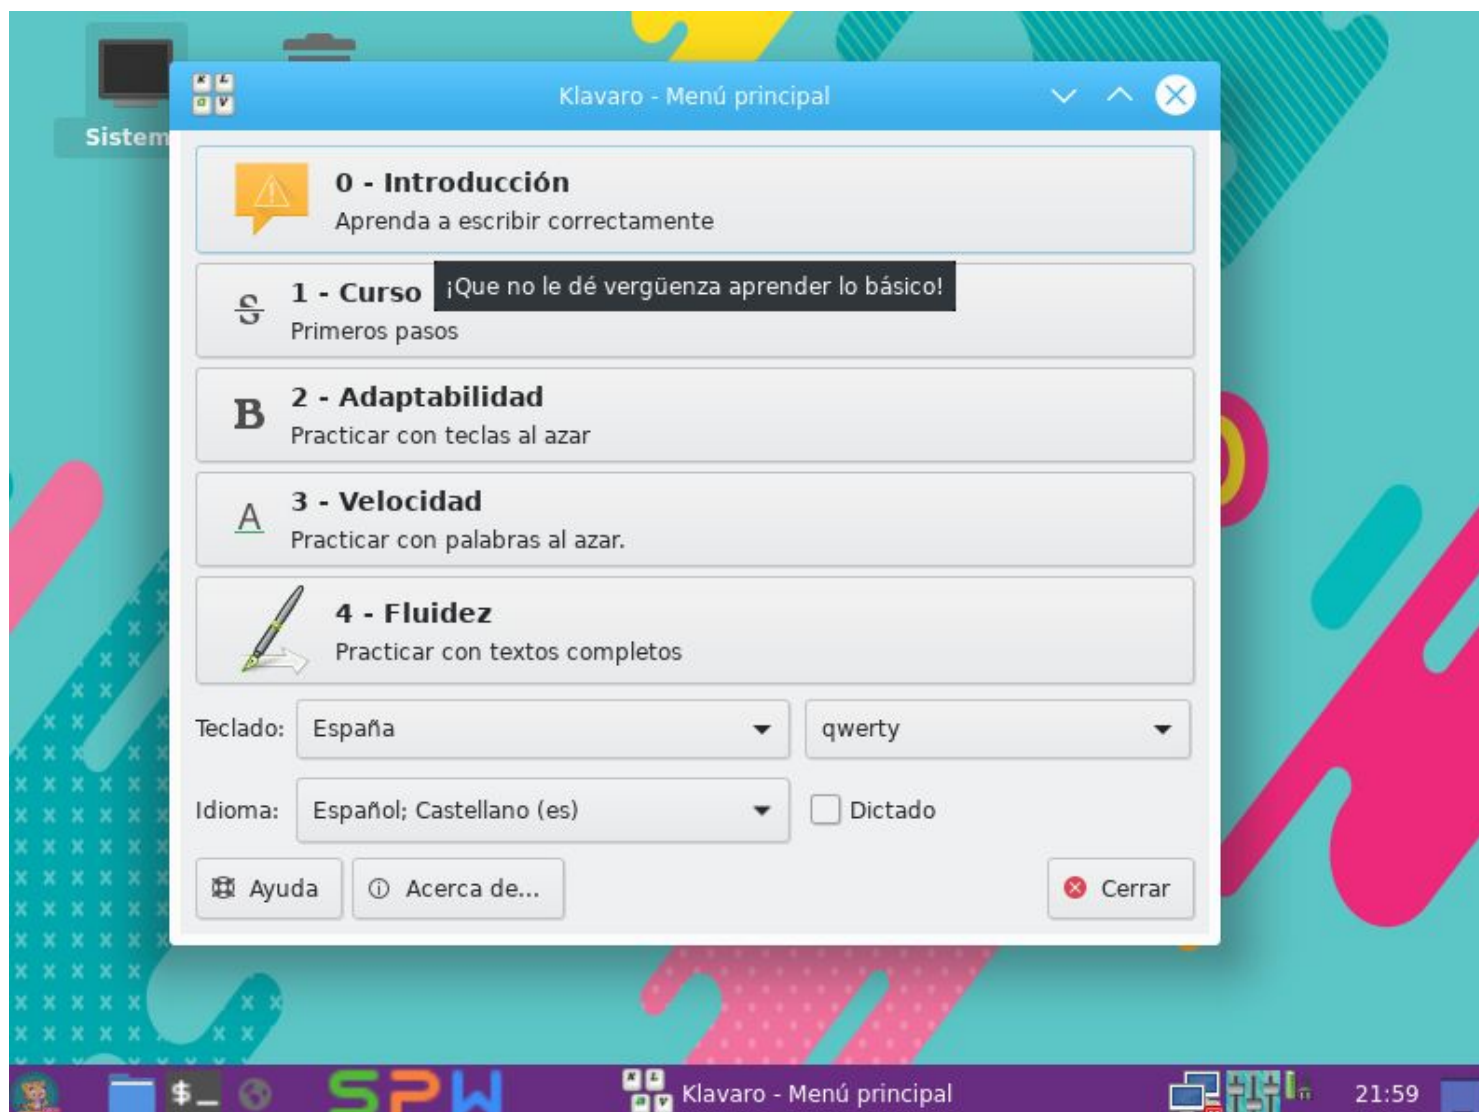 Sistem
Klavaro - Menú principal
0 - Introducción
Aprenda a escribir correctamente
1 - Curso
¡Que no le dé vergüenza aprender lo básico!
Primeros pasos
2 - Adaptabilidad
Practicar con teclas al azar
3 - Velocidad
Practicar con palabras al azar.
4 - Fluidez
Practicar con textos completos
Teclado: España qwerty
Idioma: Español; Castellano (es) Dictado
Ayuda Acerca de... Cerrar
$_ SPW Klavaro - Menú principal 21:59